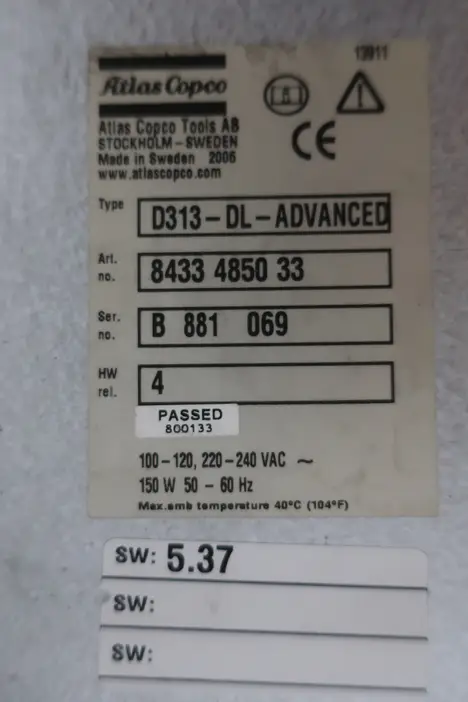 13911
Atlas Copco
Atlas Copco Tools AB
STOCKHOLM-SWEDEN
Made in Sweden 2006
www.atlascopco.com
CE
Type D313-DL-ADVANCED
Art. no. 8433 4850 33
Ser. no. B 881 069
HW rel. 4
PASSED
800133
100-120, 220-240 VAC ~
150 W 50 - 60 Hz
Max.amb temperature 40°C (104°F)
SW: 5.37
SW:
SW: